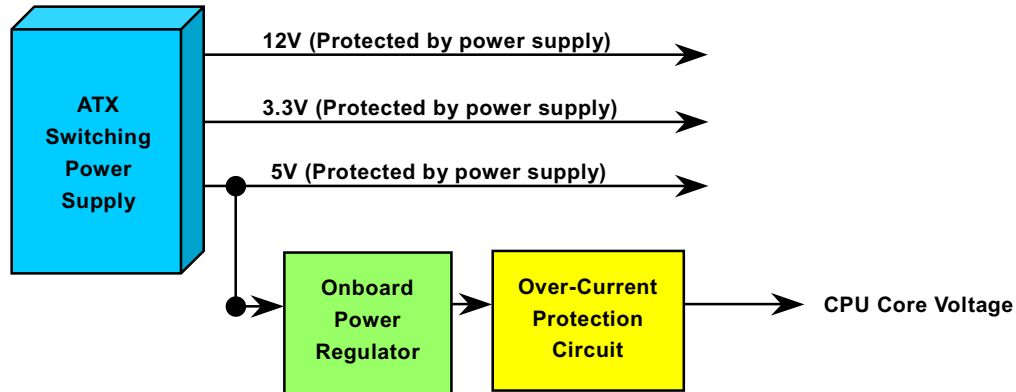 12V (Protected by power supply)
ATX
Switching
Power
Supply
3.3V (Protected by power supply)
5V (Protected by power supply)
Onboard
Power
Regulator
Over-Current
Protection
Circuit
CPU Core Voltage